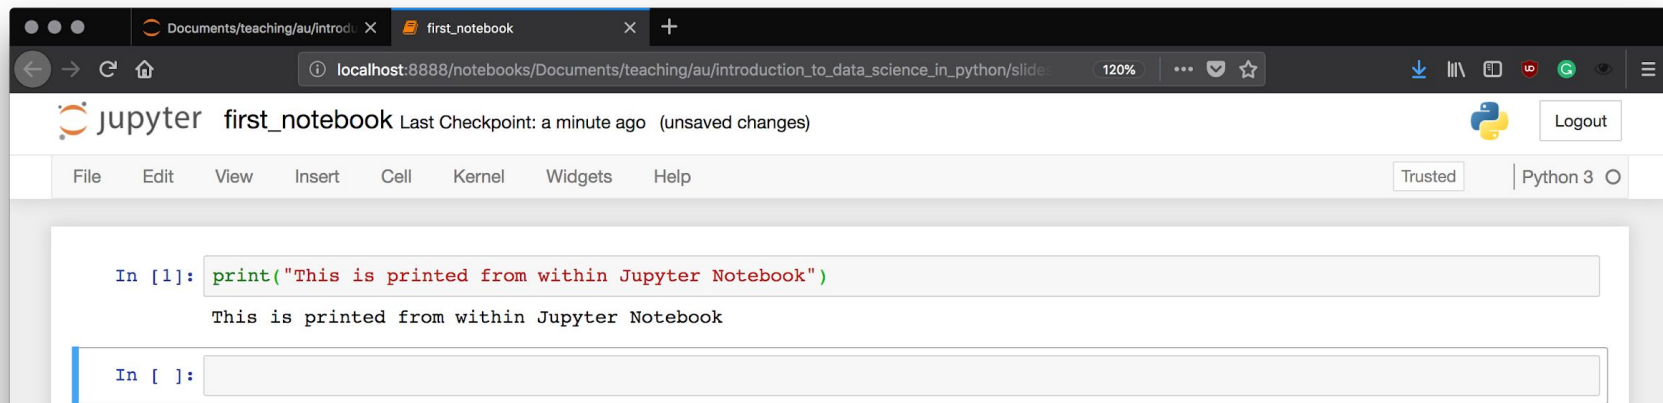 Documents/teaching/au/introdu
first_notebook
localhost:8888/notebooks/Documents/teaching/au/introduction_to_data_science_in_python/slides
120%
jupyter first_notebook Last Checkpoint: a minute ago (unsaved changes)
Logout
File Edit View Insert Cell Kernel Widgets Help
Trusted
Python 3
In [1]: print("This is printed from within Jupyter Notebook")
This is printed from within Jupyter Notebook
In [ ]: